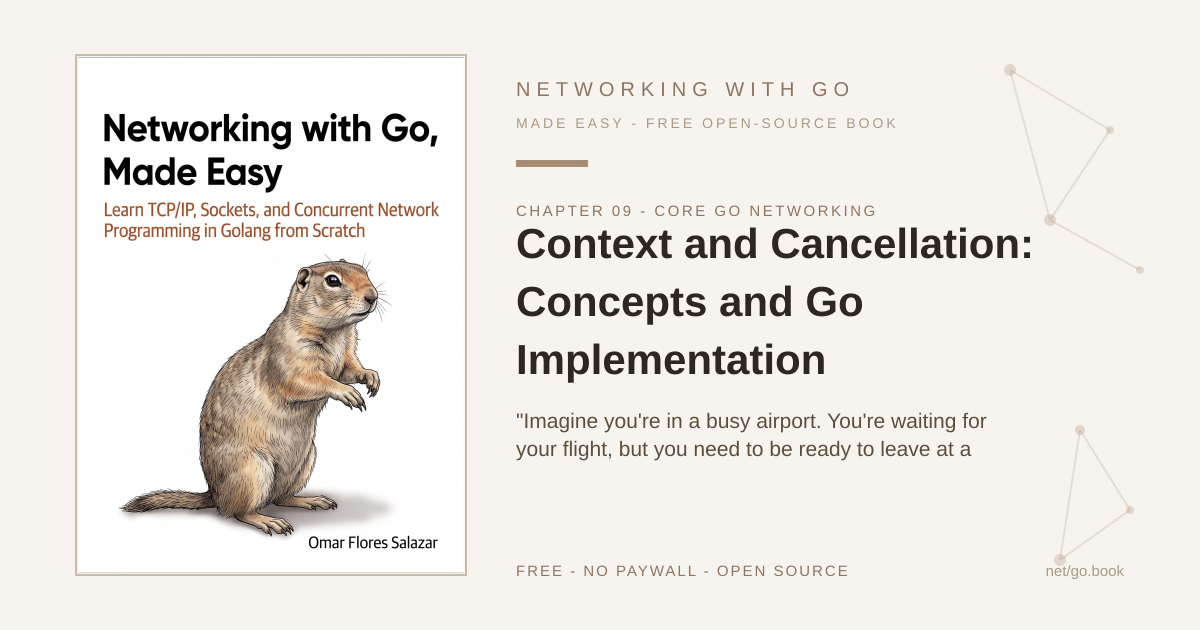 Networking with Go,
Made Easy
Learn TCP/IP, Sockets, and Concurrent Network
Programming in Golang from Scratch
Omar Flores Salazar
NETWORKING WITH GO
MADE EASY - FREE OPEN-SOURCE BOOK
CHAPTER 09 - CORE GO NETWORKING
Context and Cancellation:
Concepts and Go
Implementation
"Imagine you're in a busy airport. You're waiting for
your flight, but you need to be ready to leave at a
FREE - NO PAYWALL - OPEN SOURCE
net/go.book